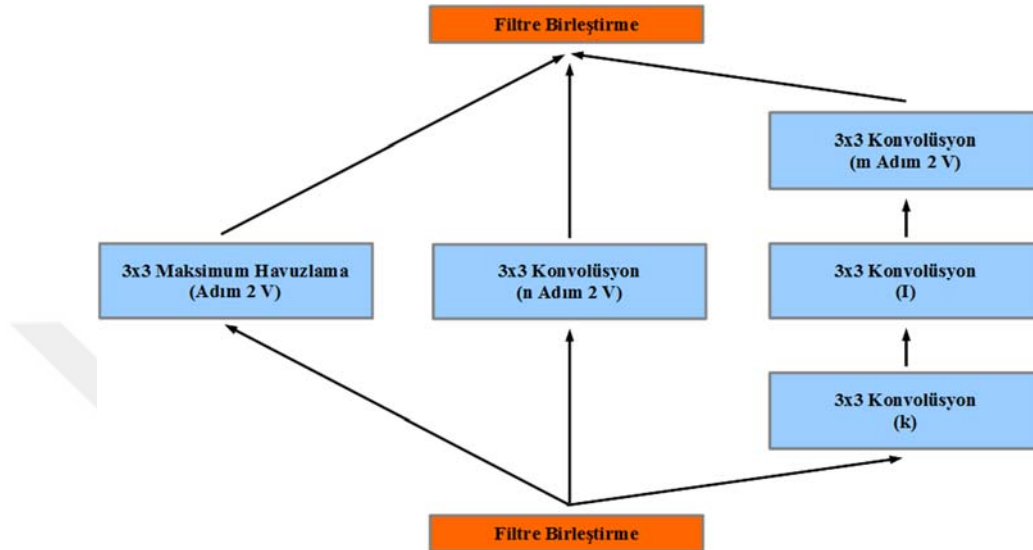 Filtre Birleştirme
3x3 Konvolüsyon
(m Adım 2 V)
3x3 Maksimum Havuzlama
(Adım 2 V)
3x3 Konvolüsyon
(n Adım 2 V)
3x3 Konvolüsyon
(I)
3x3 Konvolüsyon
(k)
Filtre Birleştirme